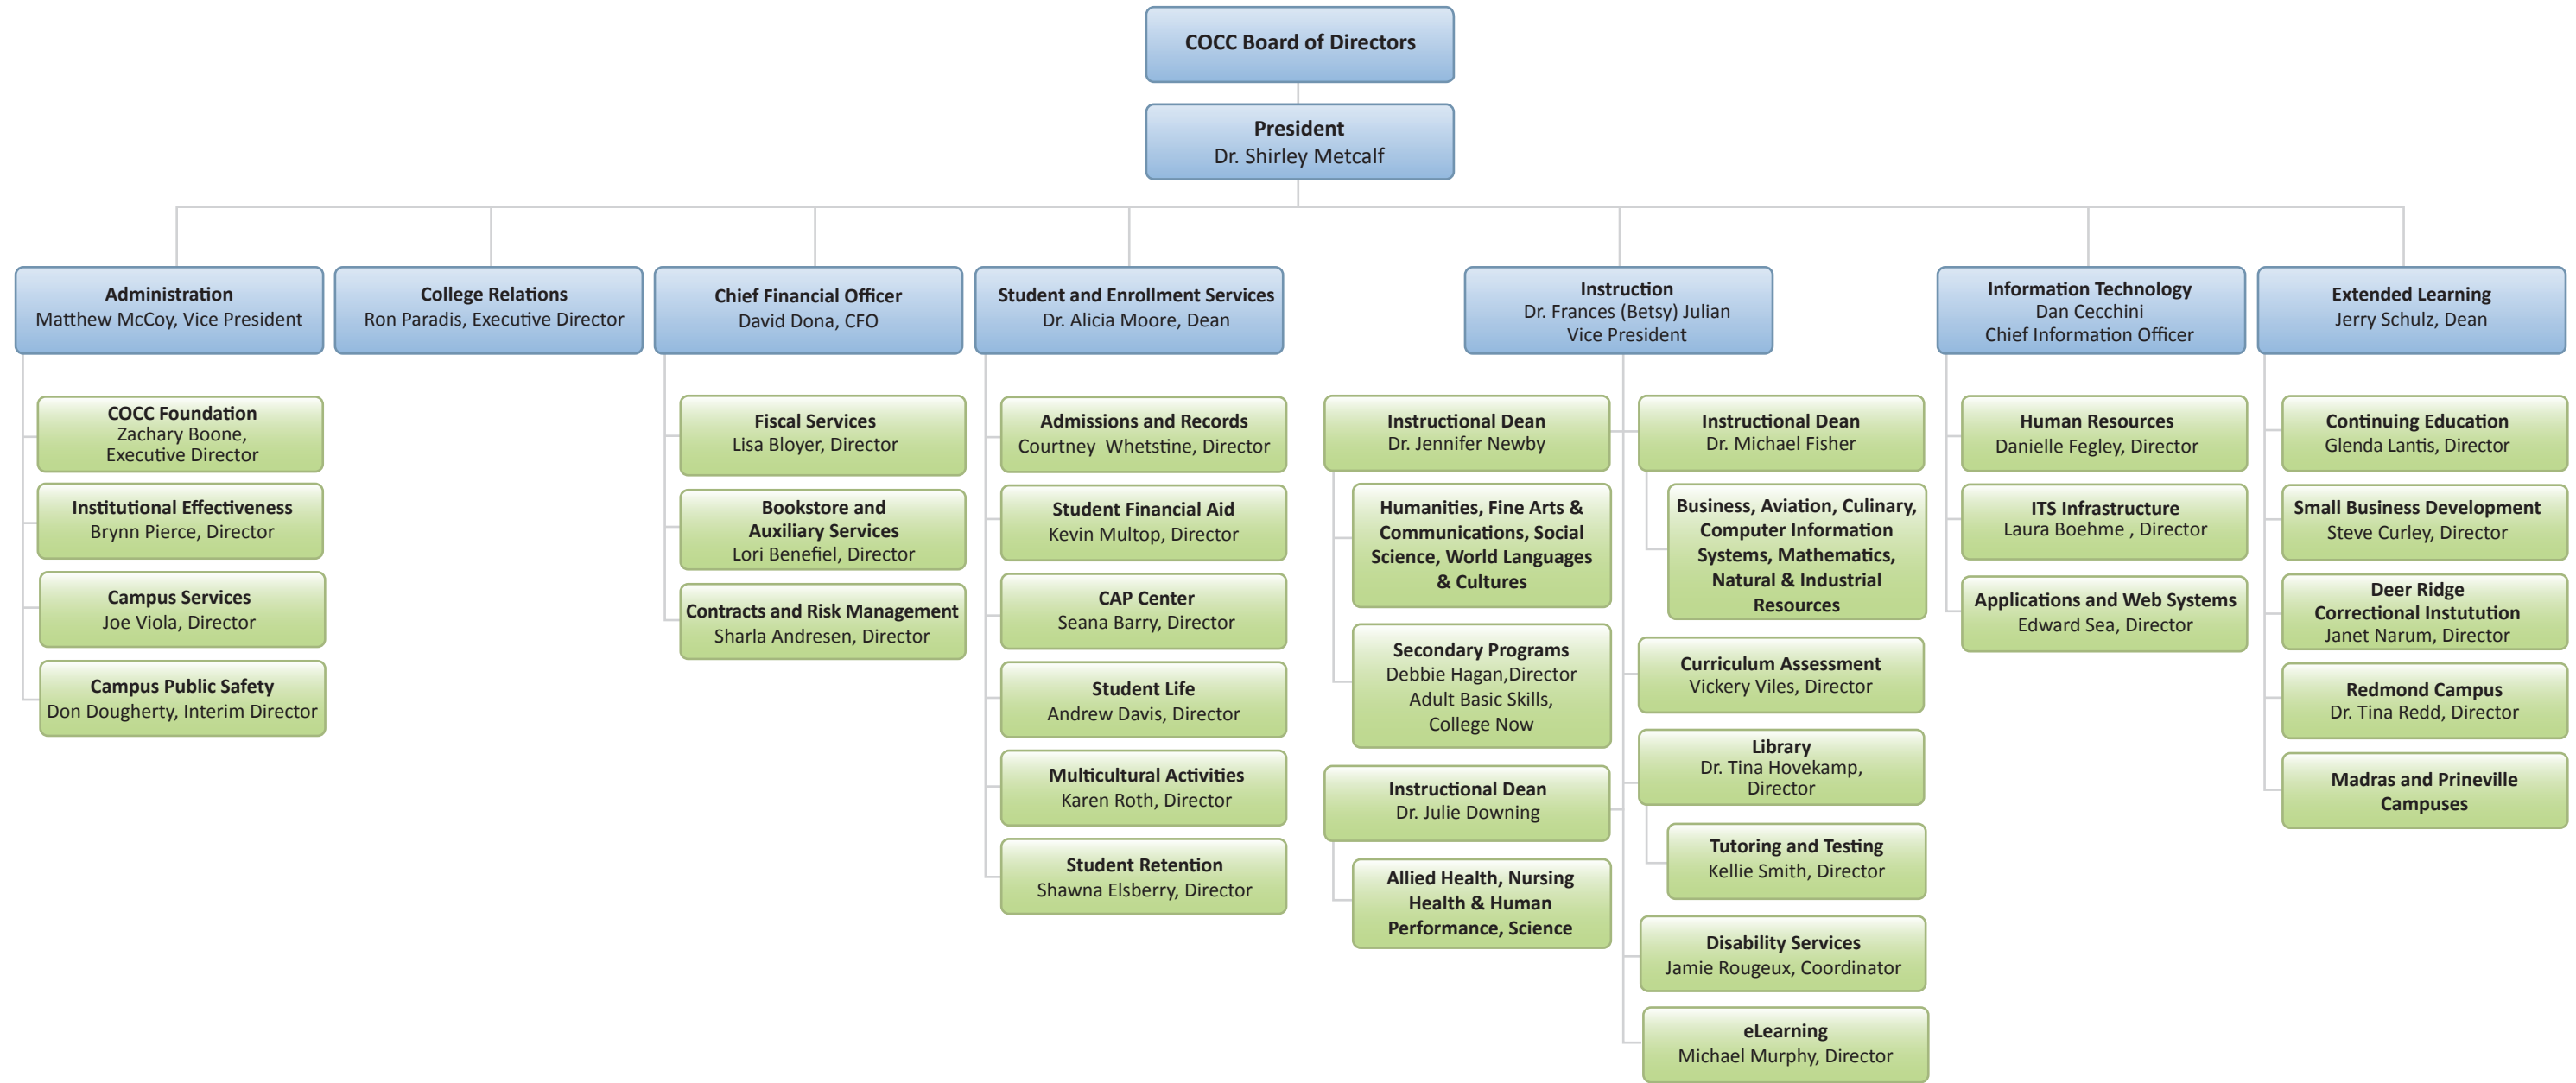 COCC Board of Directors
President
Dr. Shirley Metcalf
Administration
Matthew McCoy, Vice President
College Relations
Ron Paradis, Executive Director
Chief Financial Officer
David Dona, CFO
Student and Enrollment Services
Dr. Alicia Moore, Dean
Instruction
Dr. Frances (Betsy) Julian
Vice President
Information Technology
Dan Cecchini
Chief Information Officer
Extended Learning
Jerry Schulz, Dean
COCC Foundation
Zachary Boone,
Executive Director
Institutional Effectiveness
Brynn Pierce, Director
Campus Services
Joe Viola, Director
Campus Public Safety
Don Dougherty, Interim Director
Fiscal Services
Lisa Bloyer, Director
Bookstore and
Auxiliary Services
Lori Benefiel, Director
Contracts and Risk Management
Sharla Andresen, Director
Admissions and Records
Courtney Whetstine, Director
Student Financial Aid
Kevin Multop, Director
CAP Center
Seana Barry, Director
Student Life
Andrew Davis, Director
Multicultural Activities
Karen Roth, Director
Student Retention
Shawna Elsberry, Director
Instructional Dean
Dr. Jennifer Newby
Humanities, Fine Arts &
Communications, Social
Science, World Languages
& Cultures
Secondary Programs
Debbie Hagan,Director
Adult Basic Skills,
College Now
Instructional Dean
Dr. Julie Downing
Allied Health, Nursing
Health & Human
Performance, Science
Instructional Dean
Dr. Michael Fisher
Business, Aviation, Culinary,
Computer Information
Systems, Mathematics,
Natural & Industrial
Resources
Curriculum Assessment
Vickery Viles, Director
Library
Dr. Tina Hovekamp,
Director
Tutoring and Testing
Kellie Smith, Director
Disability Services
Jamie Rougeux, Coordinator
eLearning
Michael Murphy, Director
Human Resources
Danielle Fegley, Director
ITS Infrastructure
Laura Boehme , Director
Applications and Web Systems
Edward Sea, Director
Continuing Education
Glenda Lantis, Director
Small Business Development
Steve Curley, Director
Deer Ridge
Correctional Instutution
Janet Narum, Director
Redmond Campus
Dr. Tina Redd, Director
Madras and Prineville
Campuses